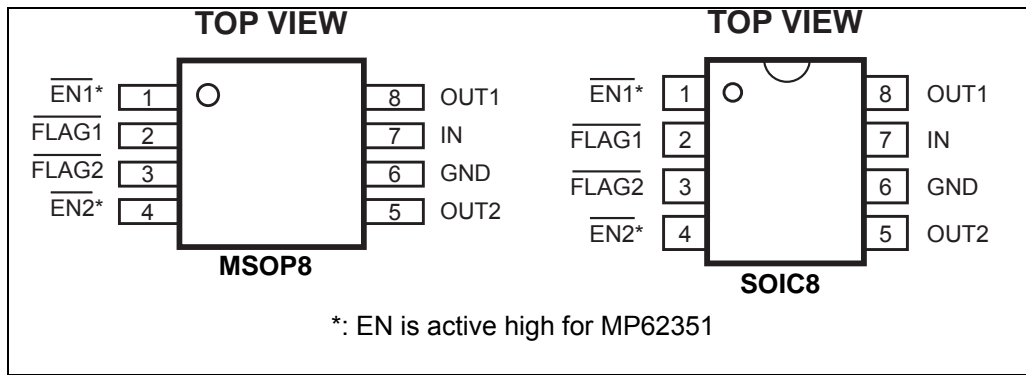 TOP VIEW
EN1* 1 8 OUT1
FLAG1 2 7 IN
FLAG2 3 6 GND
EN2* 4 5 OUT2
MSOP8
TOP VIEW
EN1* 1 8 OUT1
FLAG1 2 7 IN
FLAG2 3 6 GND
EN2* 4 5 OUT2
SOIC8
*: EN is active high for MP62351